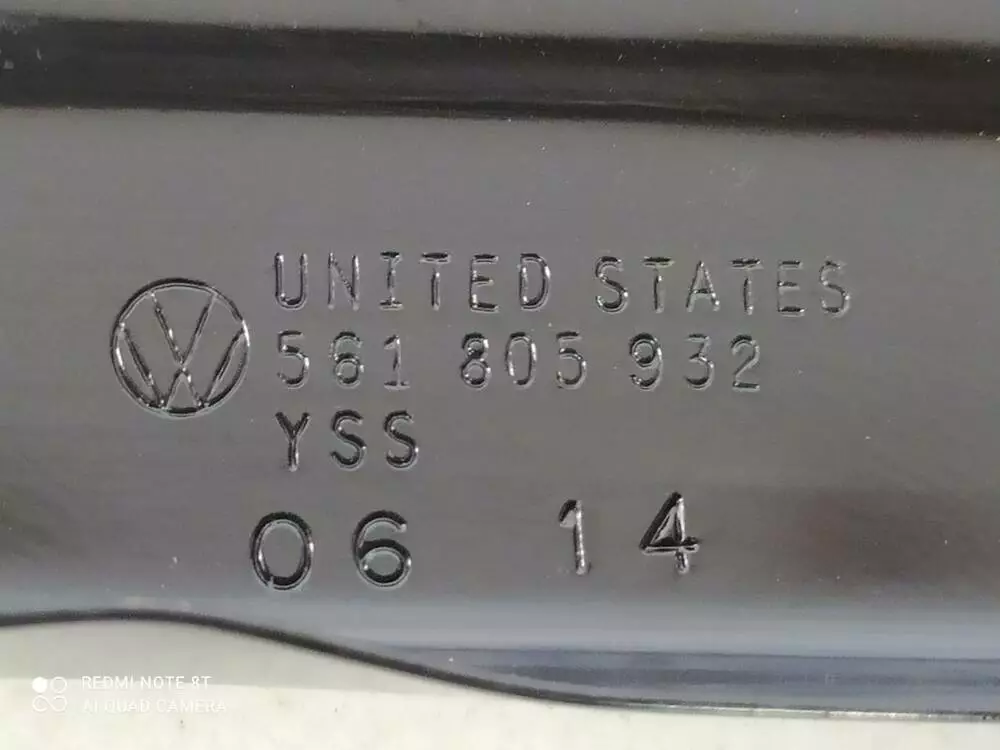 UNITED STATES
561 805 932
YSS
06 14
REDMI NOTE 8T
AI QUAD CAMERA